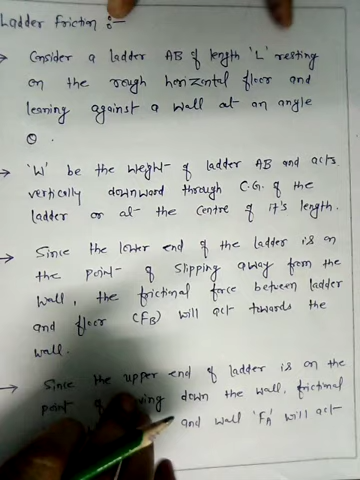 Ladder Friction :-
→ Consider a ladder AB of length 'L' resting
on the rough horizontal floor and
leaning against a wall at an angle
θ .
→ 'W' be the weight of ladder AB and acts
vertically downward through C.G. of the
ladder or at the centre of it's length.
→ Since the lower end of the ladder is on
the point of slipping away from the
wall, the frictional force between ladder
and floor (FB) will act towards the
wall.
→ Since the upper end of ladder is on the
point of down the wall, frictional
and wall 'FA' will act